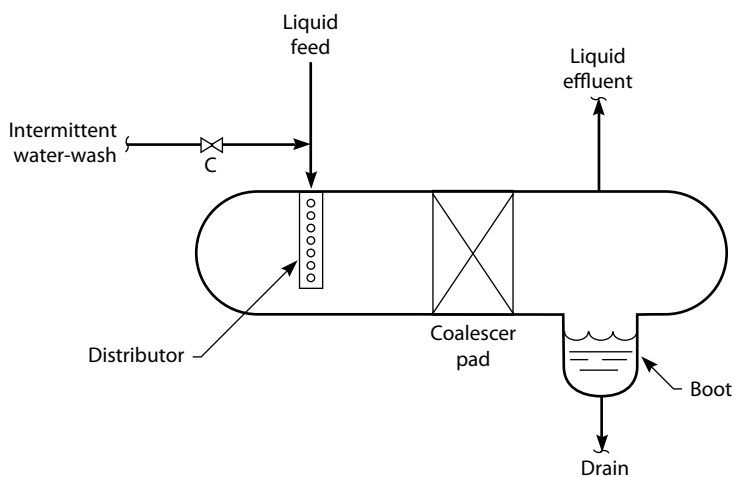 Liquid
feed
Liquid
effluent
Intermittent
water-wash
C
Distributor
Coalescer
pad
Boot
Drain